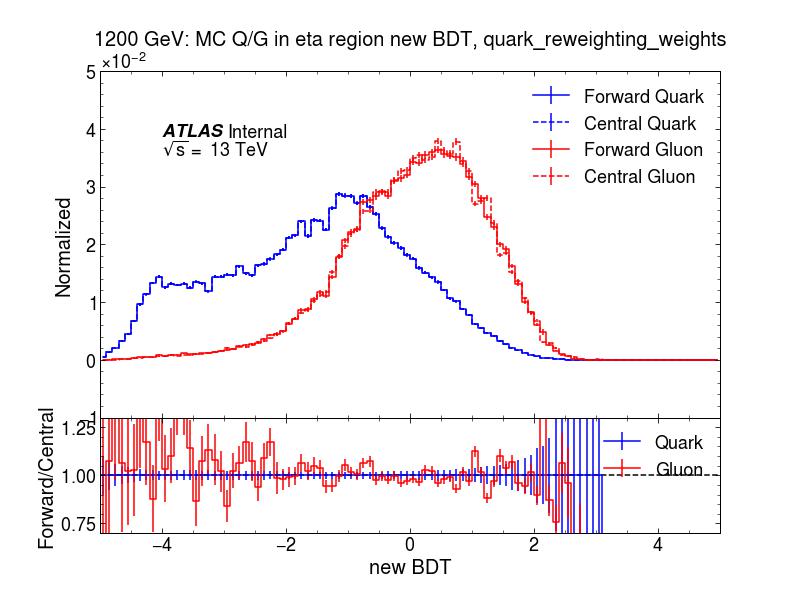 1200 GeV: MC Q/G in eta region new BDT, quark_reweighting_weights
×10⁻²
5
4
3
2
1
0
−1
Normalized
ATLAS Internal
√s = 13 TeV
Forward Quark
Central Quark
Forward Gluon
Central Gluon
1.25
1.00
0.75
Forward/Central
Quark
Gluon
−4
−2
0
2
4
new BDT